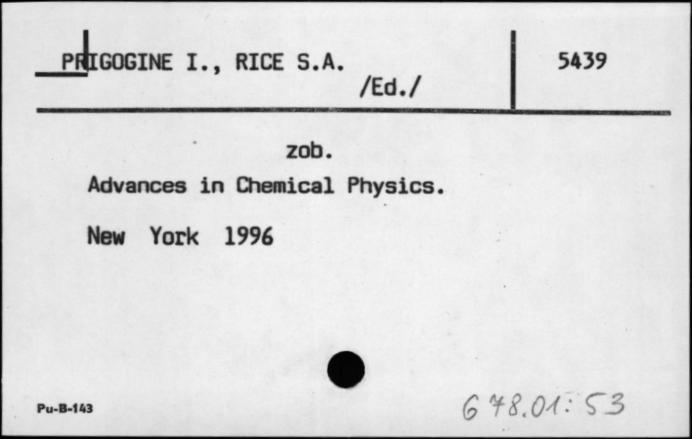 PRIGOGINE I., RICE S.A.
/Ed./
5439
zob.
Advances in Chemical Physics.
New York 1996
Pu-B-143
678.01:53